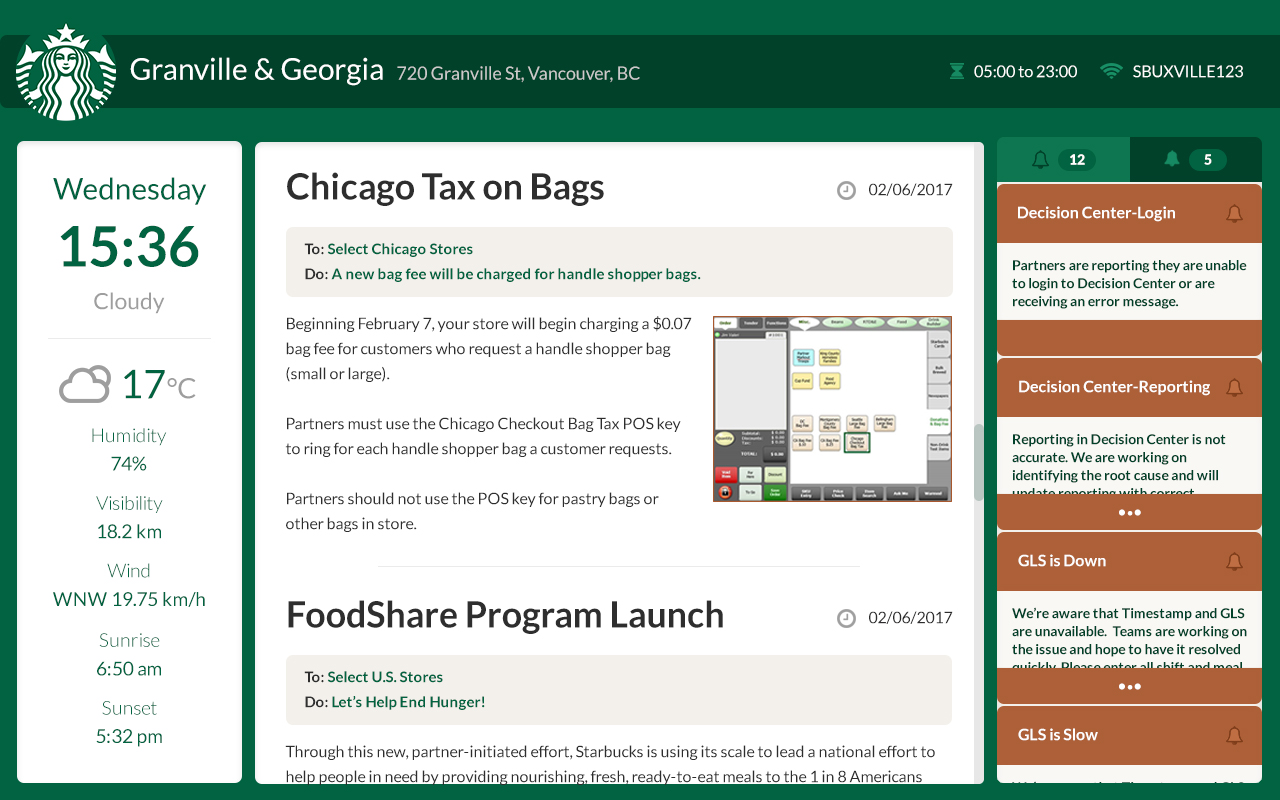 Granville & Georgia 720 Granville St, Vancouver, BC
05:00 to 23:00
SBUXVILLE123
Wednesday
15:36
Cloudy
17°C
Humidity
74%
Visibility
18.2 km
Wind
WNW 19.75 km/h
Sunrise
6:50 am
Sunset
5:32 pm
Chicago Tax on Bags
02/06/2017
To: Select Chicago Stores
Do: A new bag fee will be charged for handle shopper bags.
Beginning February 7, your store will begin charging a $0.07
bag fee for customers who request a handle shopper bag
(small or large).
Partners must use the Chicago Checkout Bag Tax POS key
to ring for each handle shopper bag a customer requests.
Partners should not use the POS key for pastry bags or
other bags in store.
FoodShare Program Launch
02/06/2017
To: Select U.S. Stores
Do: Let’s Help End Hunger!
Through this new, partner-initiated effort, Starbucks is using its scale to lead a national effort to
help people in need by providing nourishing, fresh, ready-to-eat meals to the 1 in 8 Americans
12
5
Decision Center-Login
Partners are reporting they are unable
to login to Decision Center or are
receiving an error message.
Decision Center-Reporting
Reporting in Decision Center is not
accurate. We are working on
identifying the root cause and will
update reporting with correct
GLS is Down
We’re aware that Timestamp and GLS
are unavailable. Teams are working on
the issue and hope to have it resolved
quickly. Please enter all shift and meal
GLS is Slow